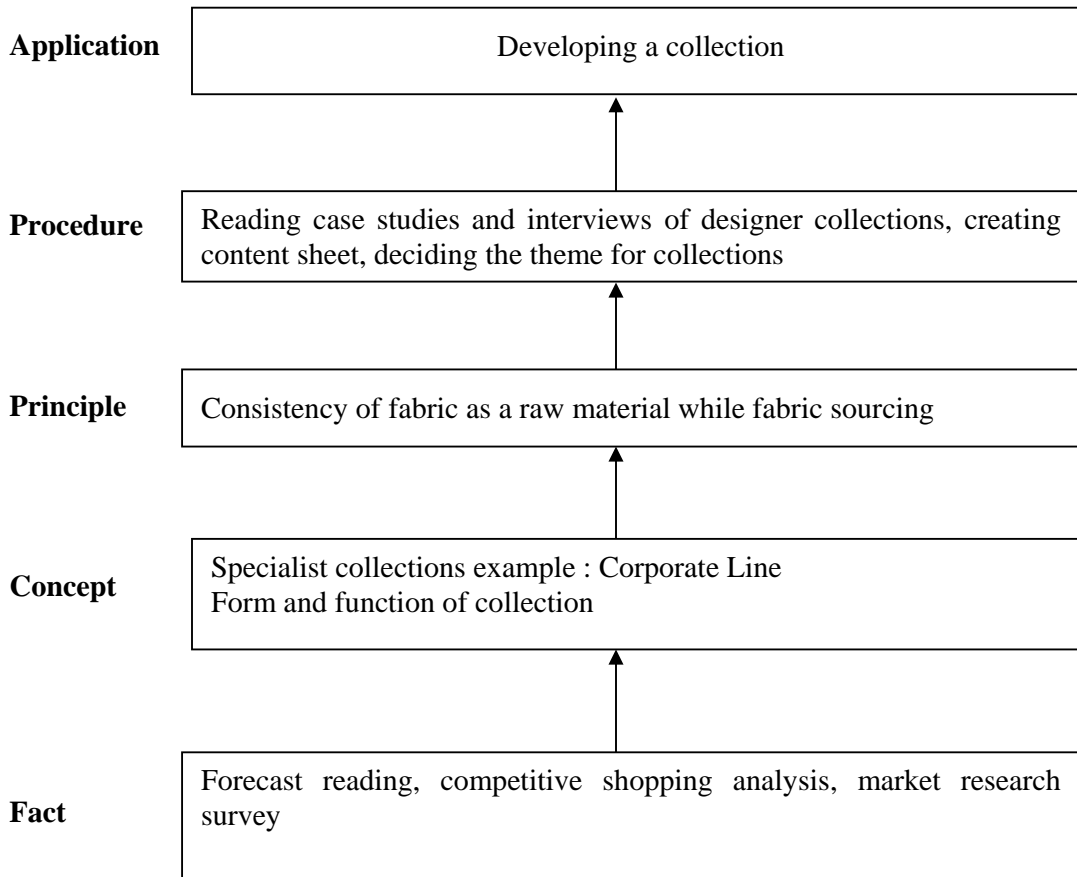 Application
Developing a collection
Procedure
Reading case studies and interviews of designer collections, creating
content sheet, deciding the theme for collections
Principle
Consistency of fabric as a raw material while fabric sourcing
Concept
Specialist collections example : Corporate Line
Form and function of collection
Fact
Forecast reading, competitive shopping analysis, market research
survey